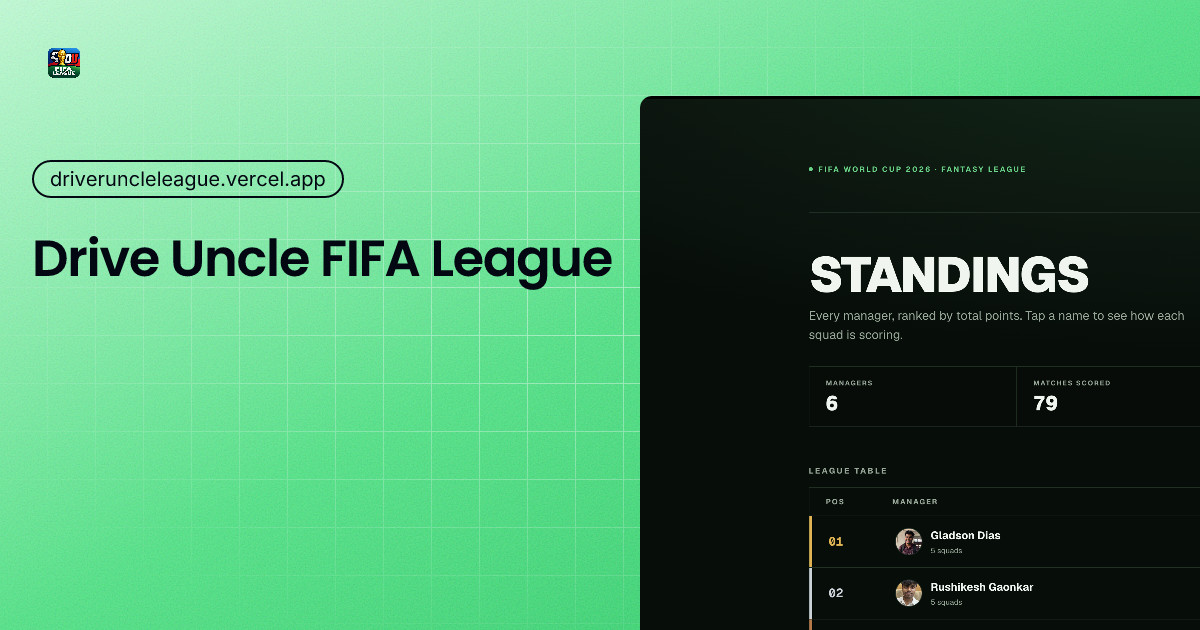 driveruncleleague.vercel.app
Drive Uncle FIFA League
FIFA WORLD CUP 2026 · FANTASY LEAGUE
STANDINGS
Every manager, ranked by total points. Tap a name to see how each
squad is scoring.
MANAGERS
6
MATCHES SCORED
79
LEAGUE TABLE
POS MANAGER
01 Gladson Dias
5 squads
02 Rushikesh Gaonkar
5 squads